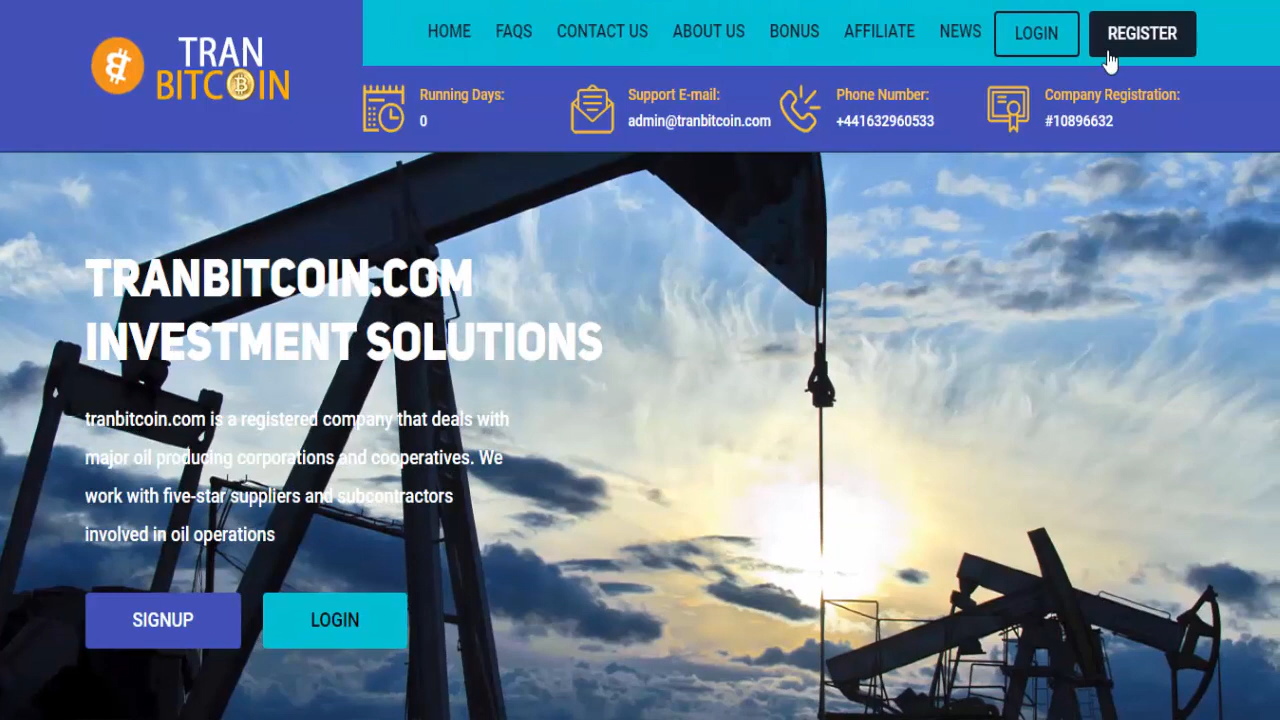 TRAN
BITCOIN
HOME FAQS CONTACT US ABOUT US BONUS AFFILIATE NEWS LOGIN REGISTER
Running Days: Support E-mail: Phone Number: Company Registration:
0 admin@tranbitcoin.com +441632960533 #10896632
TRANBITCOIN.COM
INVESTMENT SOLUTIONS
tranbitcoin.com is a registered company that deals with
major oil producing corporations and cooperatives. We
work with five-star suppliers and subcontractors
involved in oil operations
SIGNUP LOGIN